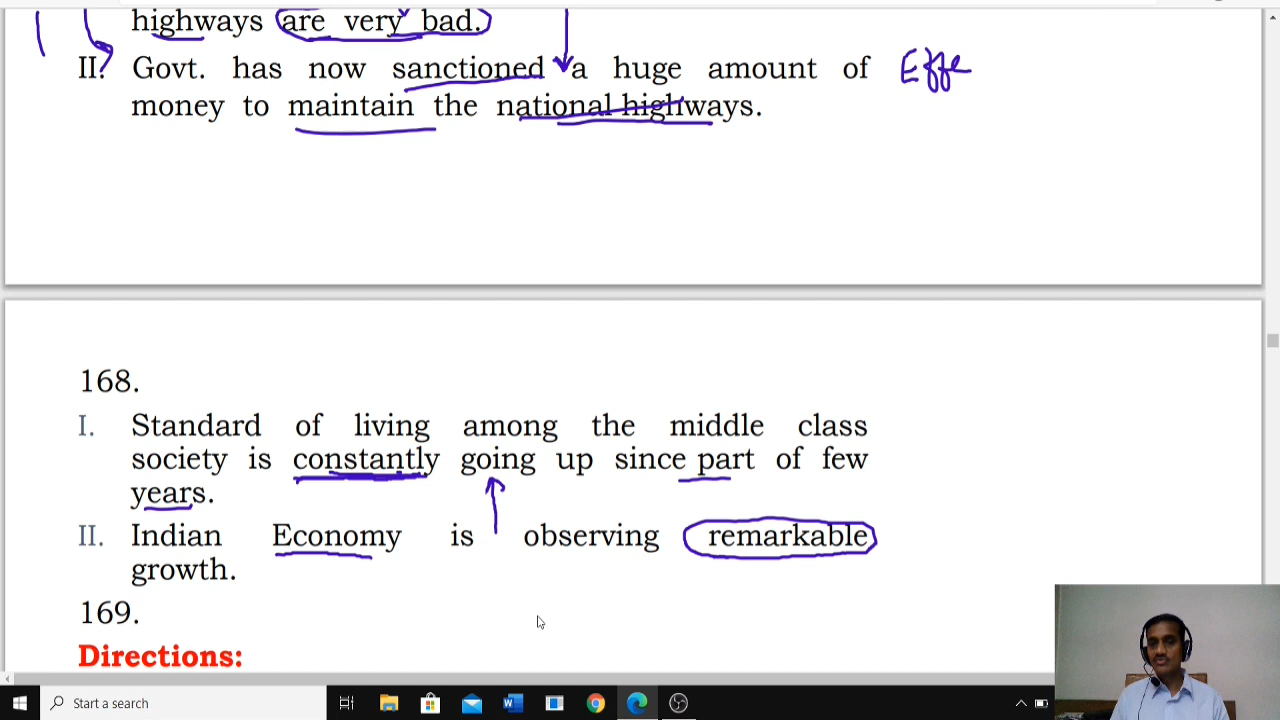 highways are very bad.
II. Govt. has now sanctioned a huge amount of Effe
money to maintain the national highways.
168.
I. Standard of living among the middle class
society is constantly going up since part of few
years.
II. Indian Economy is observing remarkable
growth.
169.
Directions:
Start a search